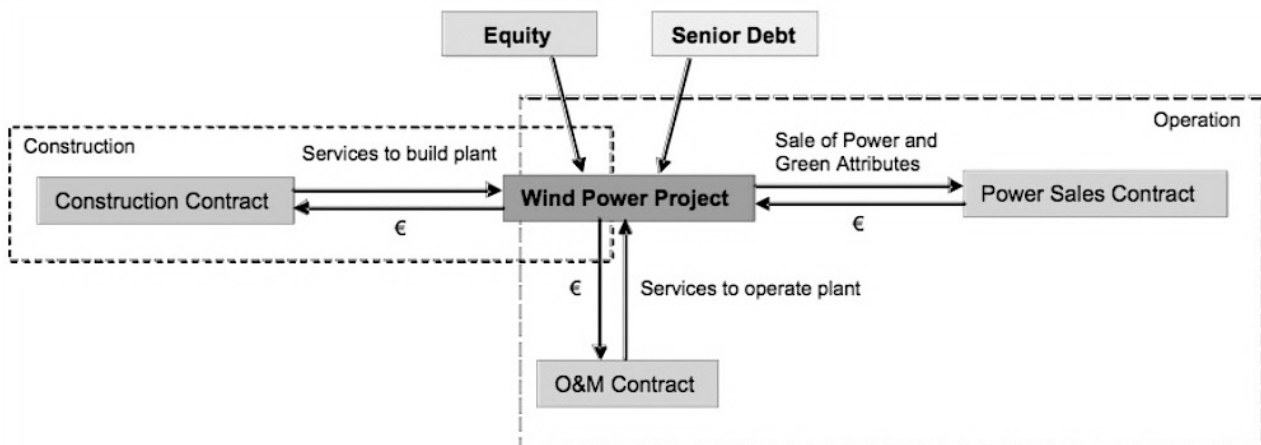 Equity
Senior Debt
Operation
Construction
Services to build plant
Sale of Power and
Green Attributes
Construction Contract
Wind Power Project
Power Sales Contract
€
€
€
Services to operate plant
O&M Contract